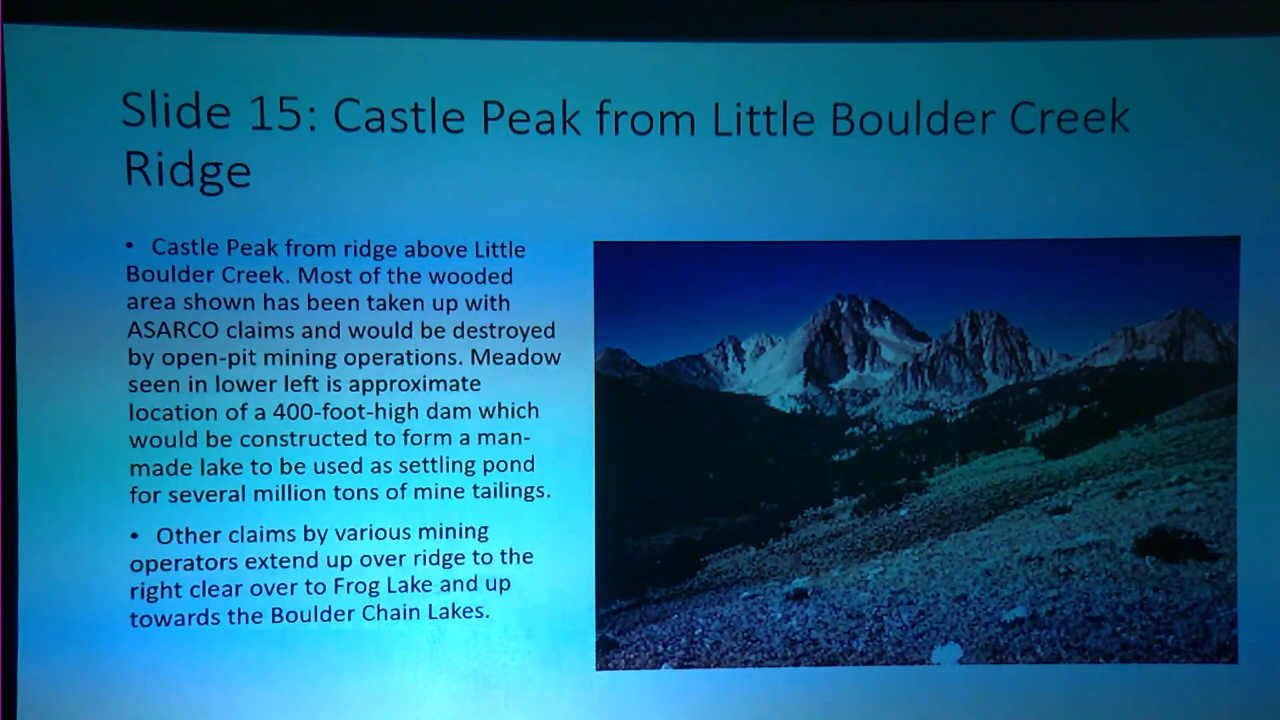 Slide 15: Castle Peak from Little Boulder Creek
Ridge
• Castle Peak from ridge above Little
Boulder Creek. Most of the wooded
area shown has been taken up with
ASARCO claims and would be destroyed
by open-pit mining operations. Meadow
seen in lower left is approximate
location of a 400-foot-high dam which
would be constructed to form a man-
made lake to be used as settling pond
for several million tons of mine tailings.
• Other claims by various mining
operators extend up over ridge to the
right clear over to Frog Lake and up
towards the Boulder Chain Lakes.